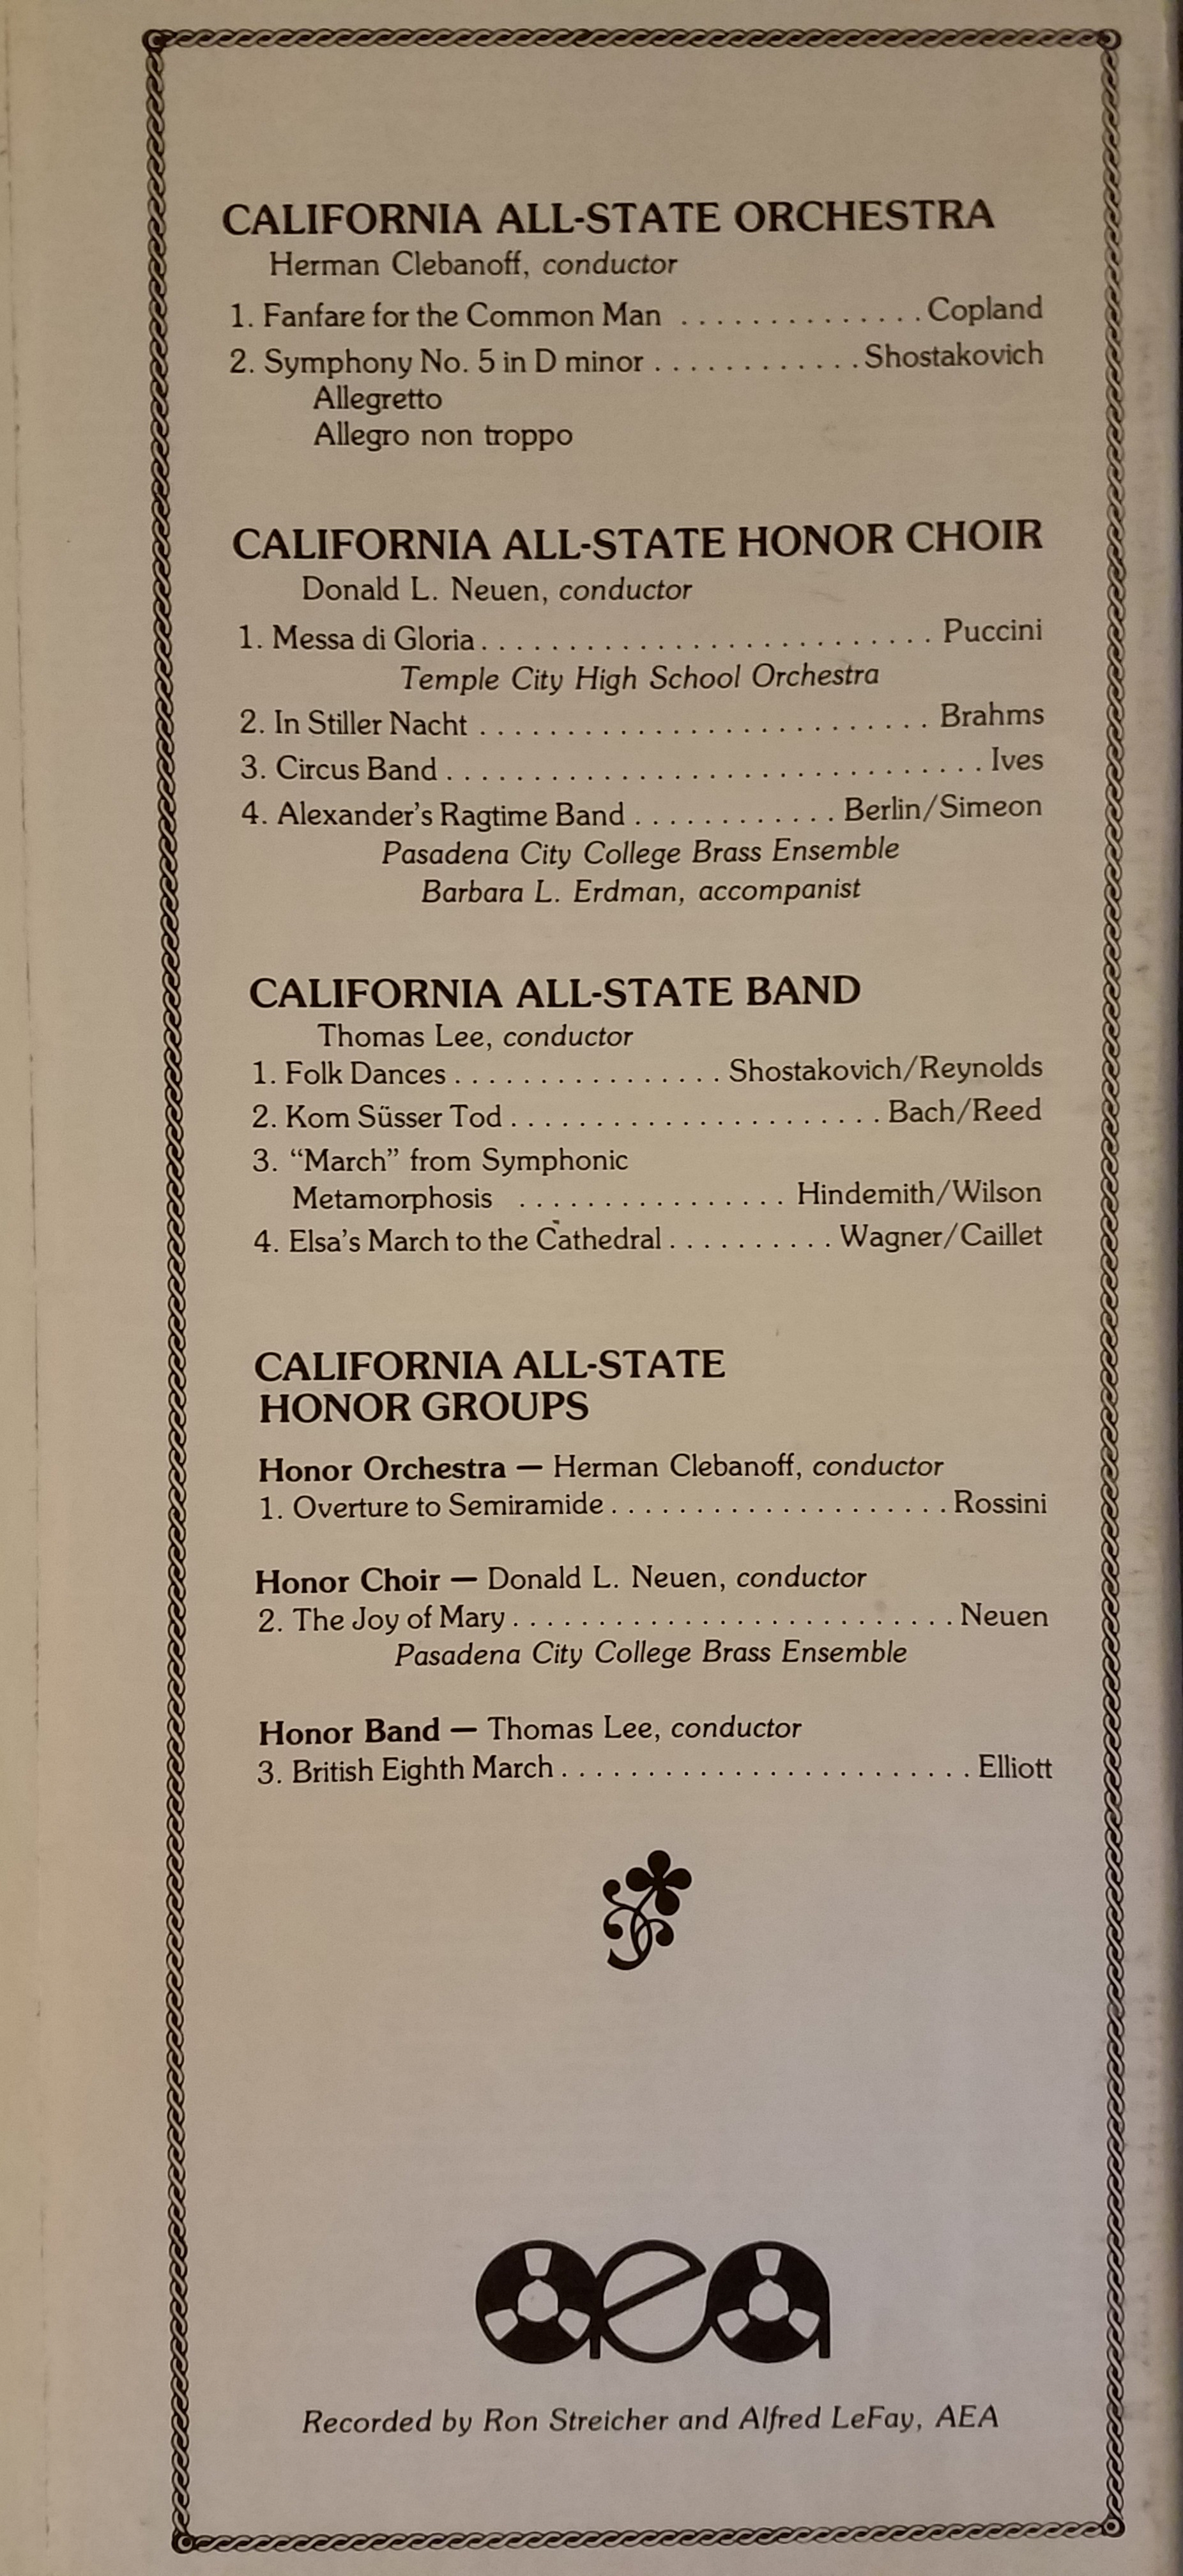 CALIFORNIA ALL-STATE ORCHESTRA
Herman Clebanoff, conductor
1. Fanfare for the Common Man .............. Copland
2. Symphony No. 5 in D minor ............ Shostakovich
Allegretto
Allegro non troppo
CALIFORNIA ALL-STATE HONOR CHOIR
Donald L. Neuen, conductor
1. Messa di Gloria ........................... Puccini
Temple City High School Orchestra
2. In Stiller Nacht .......................... Brahms
3. Circus Band ................................ Ives
4. Alexander's Ragtime Band ............ Berlin/Simeon
Pasadena City College Brass Ensemble
Barbara L. Erdman, accompanist
CALIFORNIA ALL-STATE BAND
Thomas Lee, conductor
1. Folk Dances ................ Shostakovich/Reynolds
2. Kom Süsser Tod ...................... Bach/Reed
3. “March” from Symphonic
Metamorphosis ................ Hindemith/Wilson
4. Elsa's March to the Cathedral .......... Wagner/Caillet
CALIFORNIA ALL-STATE
HONOR GROUPS
Honor Orchestra — Herman Clebanoff, conductor
1. Overture to Semiramide .................... Rossini
Honor Choir — Donald L. Neuen, conductor
2. The Joy of Mary .......................... Neuen
Pasadena City College Brass Ensemble
Honor Band — Thomas Lee, conductor
3. British Eighth March ........................ Elliott
aea
Recorded by Ron Streicher and Alfred LeFay, AEA